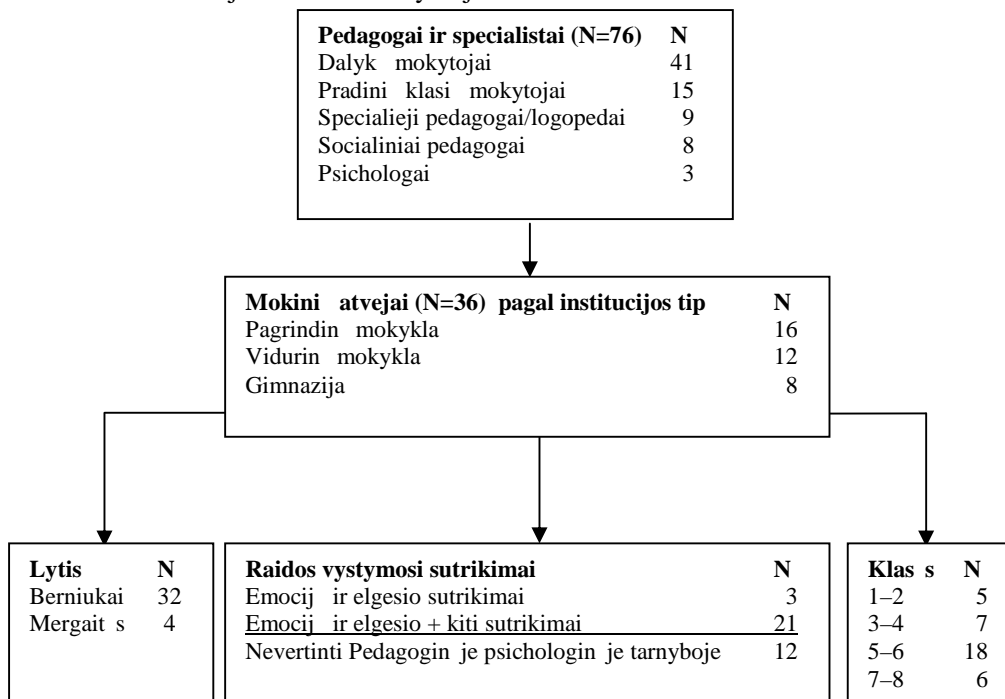 Pedagogai ir specialistai (N=76) N
Dalyk mokytojai 41
Pradini klasi mokytojai 15
Specialieji pedagogai/logopedai 9
Socialiniai pedagogai 8
Psichologai 3
Mokini atvejai (N=36) pagal institucijos tip N
Pagrindin mokykla 16
Vidurin mokykla 12
Gimnazija 8
Lytis N
Berniukai 32
Mergait s 4
Raidos vystymosi sutrikimai N
Emocij ir elgesio sutrikimai 3
Emocij ir elgesio + kiti sutrikimai 21
Nevertinti Pedagogin je psichologin je tarnyboje 12
Klas s N
1–2 5
3–4 7
5–6 18
7–8 6